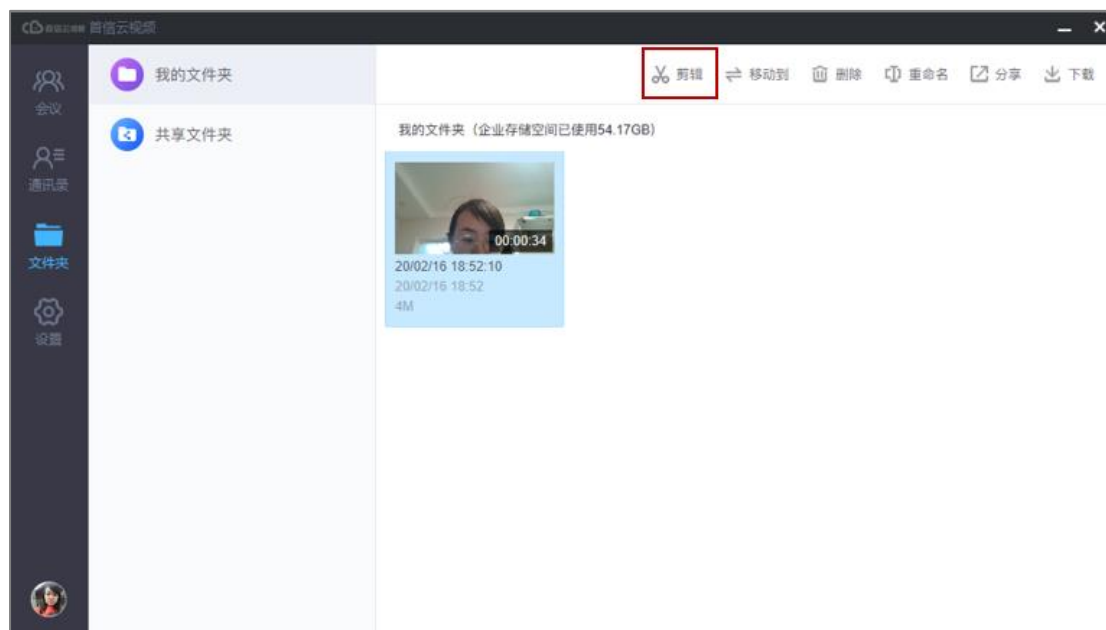 首信云视频
我的文件夹
共享文件夹
会议
通讯录
文件夹
设置
剪辑 移动到 删除 重命名 分享 下载
我的文件夹（企业存储空间已使用54.17GB）
00:00:34
20/02/16 18:52:10
20/02/16 18:52
4M